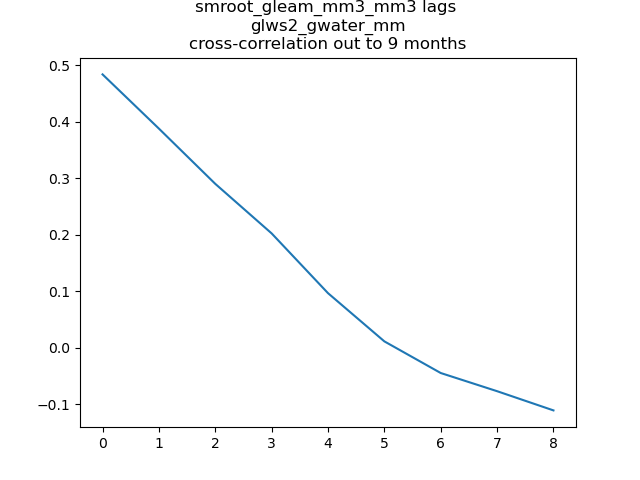 smroot_gleam_mm3_mm3 lags
glws2_gwater_mm
cross-correlation out to 9 months
0.5
0.4
0.3
0.2
0.1
0.0
−0.1
0 1 2 3 4 5 6 7 8